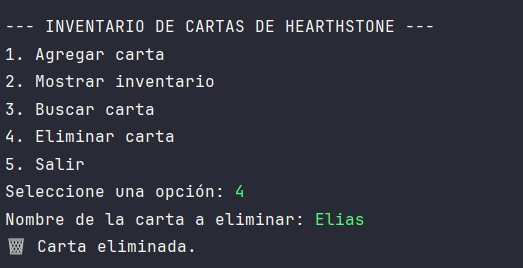 --- INVENTARIO DE CARTAS DE HEARTHSTONE ---
1. Agregar carta
2. Mostrar inventario
3. Buscar carta
4. Eliminar carta
5. Salir
Seleccione una opción: 4
Nombre de la carta a eliminar: Elias
🗑 Carta eliminada.